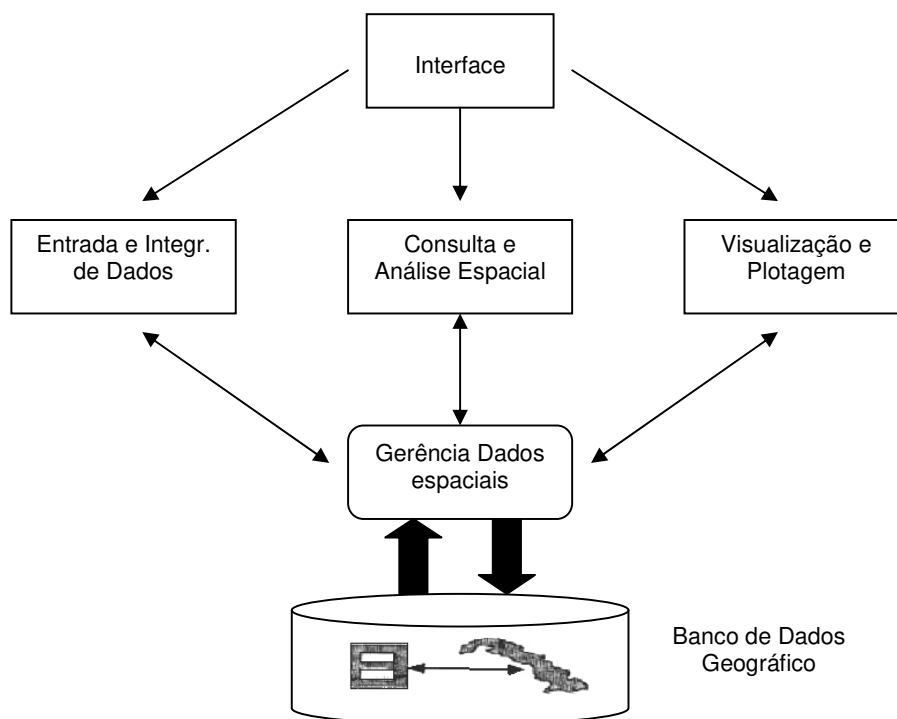 Interface
Entrada e Integr.
de Dados
Consulta e
Análise Espacial
Visualização e
Plotagem
Gerência Dados
espaciais
Banco de Dados
Geográfico